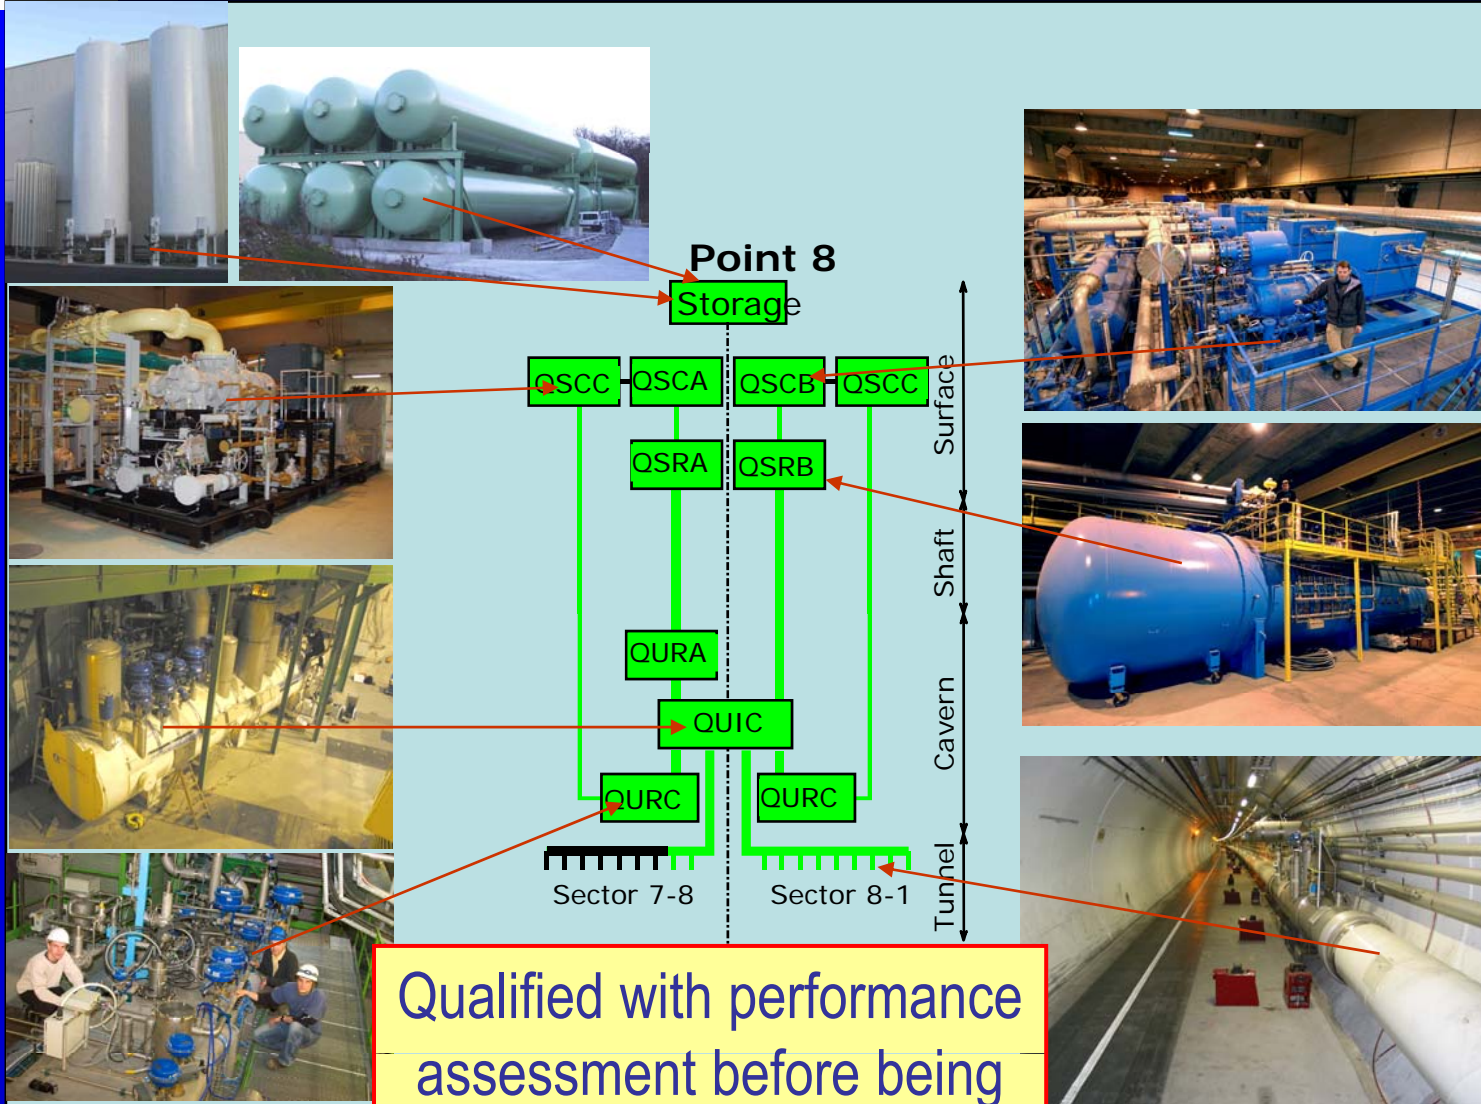 Point 8
Storage
QSCC QSCA QSCB QSCC
QSRA QSRB
QURA
QUIC
QURC QURC
Sector 7-8 Sector 8-1
Surface
Shaft
Cavern
Tunnel
Qualified with performance
assessment before being